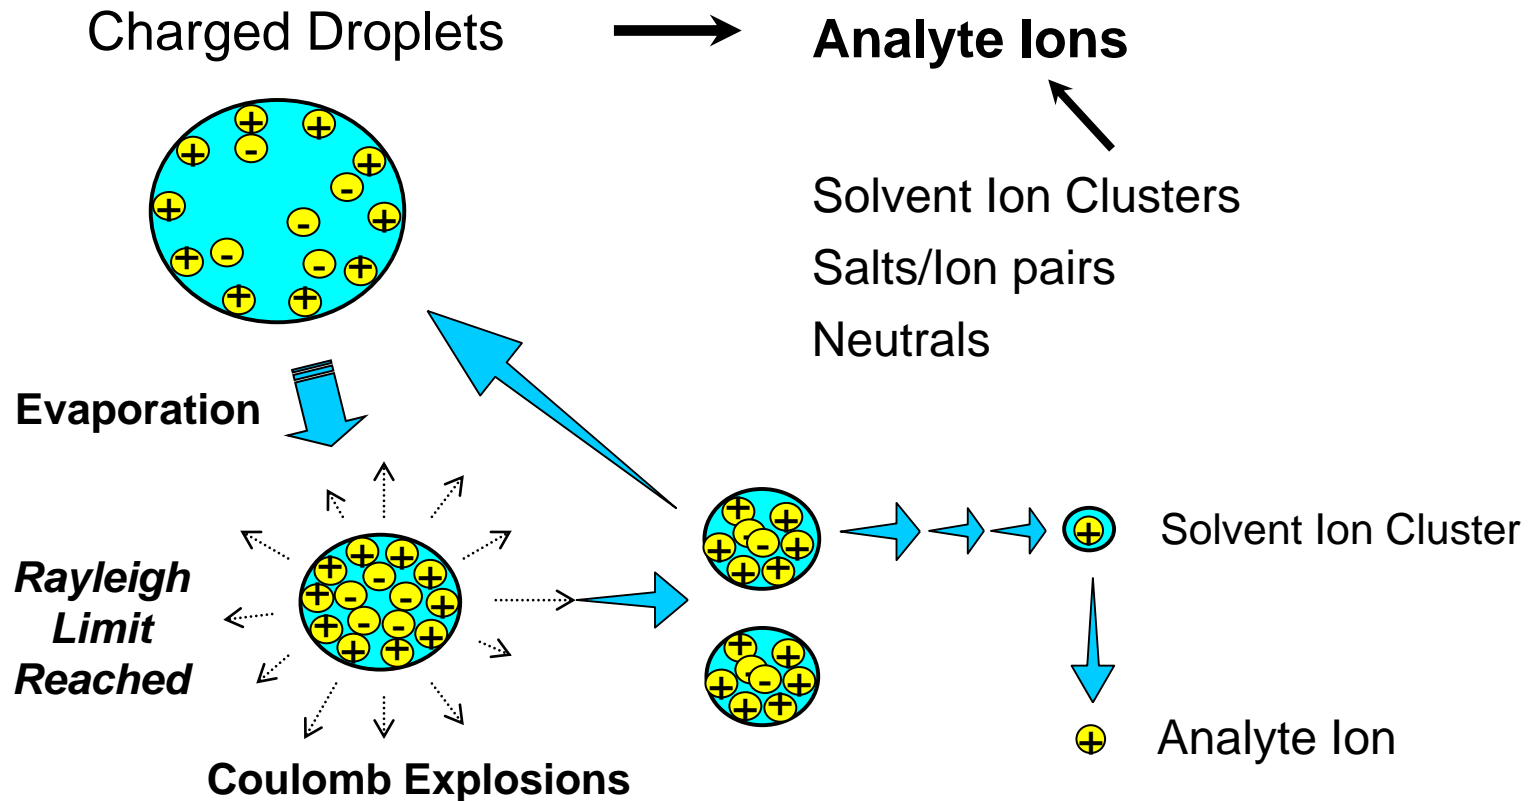 Charged Droplets
Analyte Ions
Solvent Ion Clusters
Salts/Ion pairs
Neutrals
Evaporation
Rayleigh
Limit
Reached
Coulomb Explosions
Solvent Ion Cluster
Analyte Ion